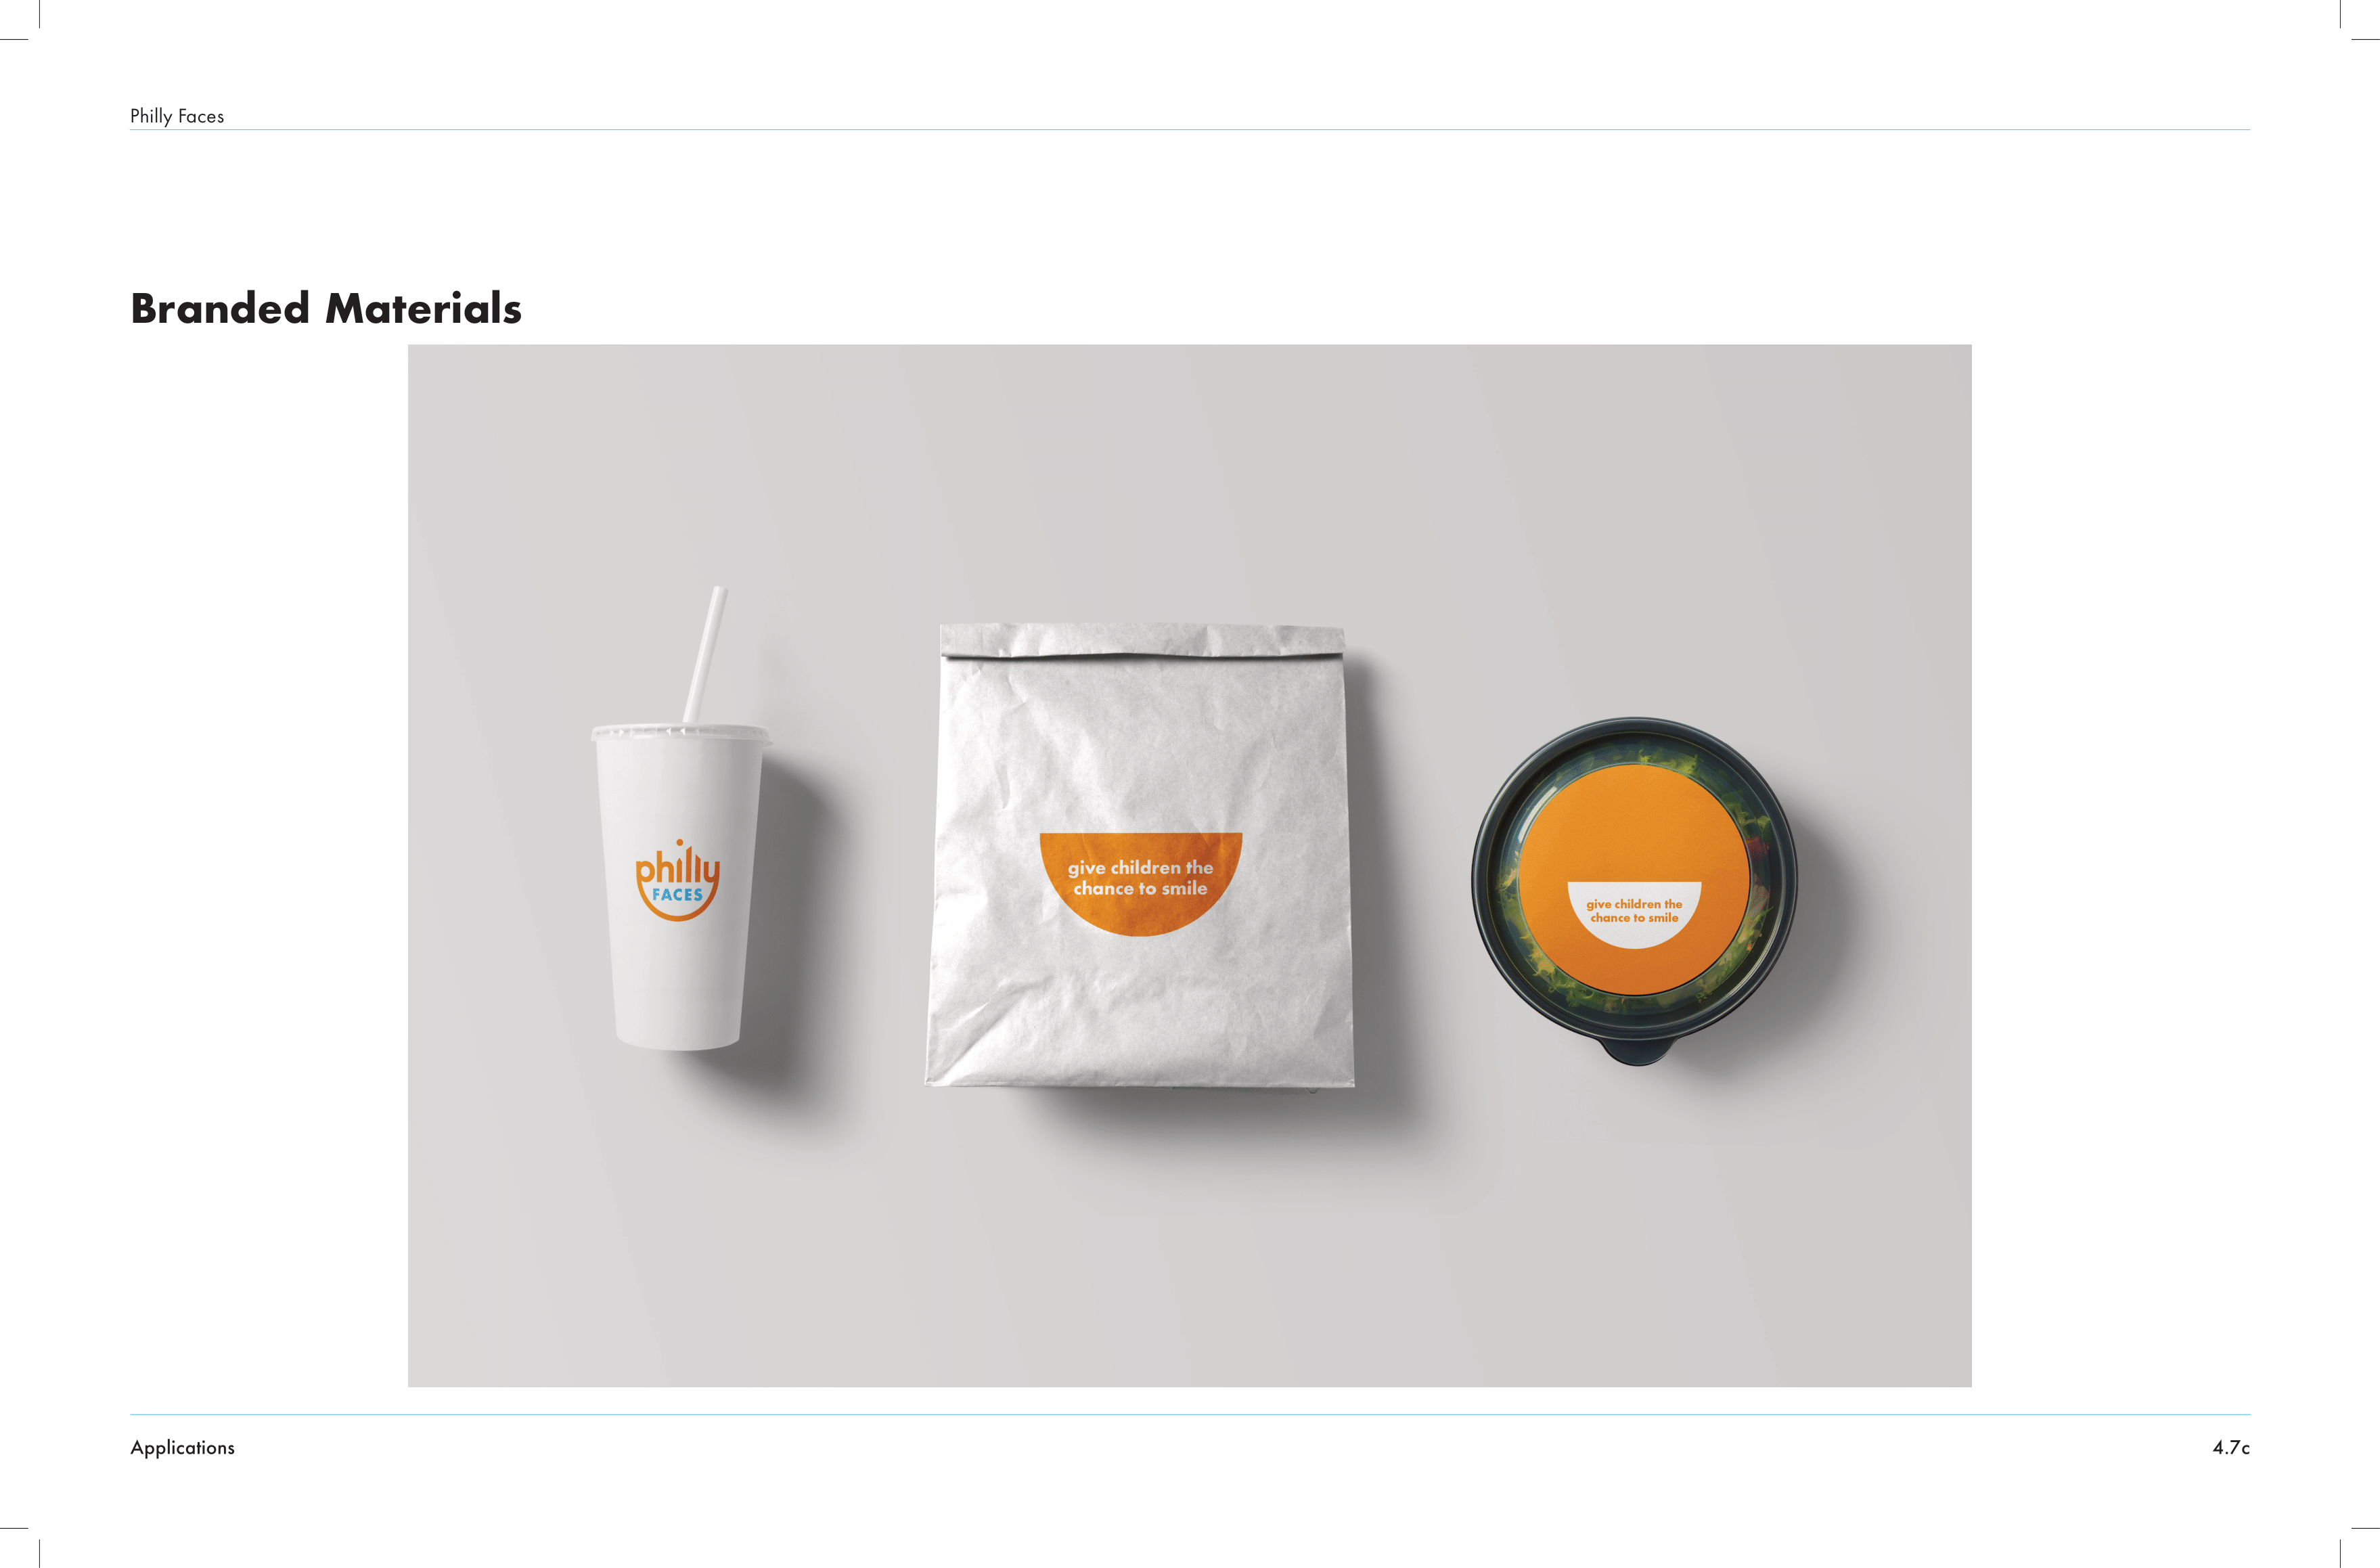 Philly Faces
Branded Materials
philly
FACES
give children the
chance to smile
give children the
chance to smile
Applications
4.7c